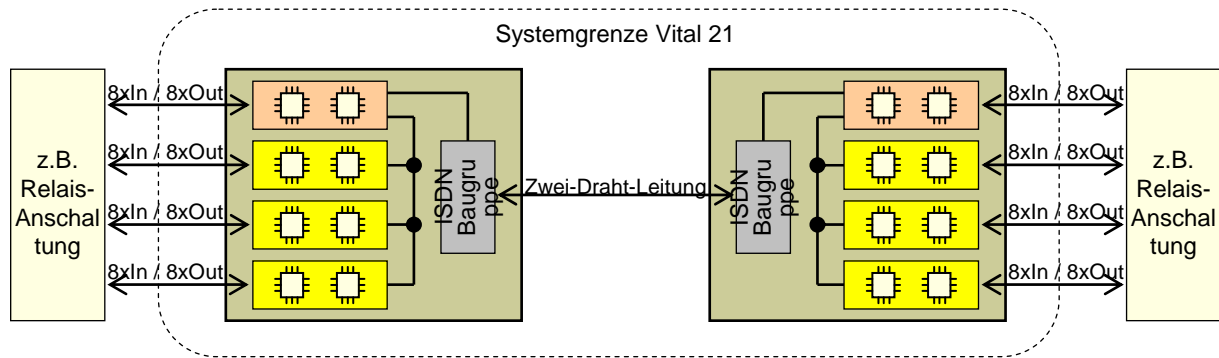 Systemgrenze Vital 21
z.B.
Relais-
Anschal
tung
8xIn / 8xOut
8xIn / 8xOut
8xIn / 8xOut
8xIn / 8xOut
ISDN
Baugru
ppe
Zwei-Draht-Leitung
ISDN
Baugru
ppe
8xIn / 8xOut
8xIn / 8xOut
8xIn / 8xOut
8xIn / 8xOut
z.B.
Relais-
Anschal
tung